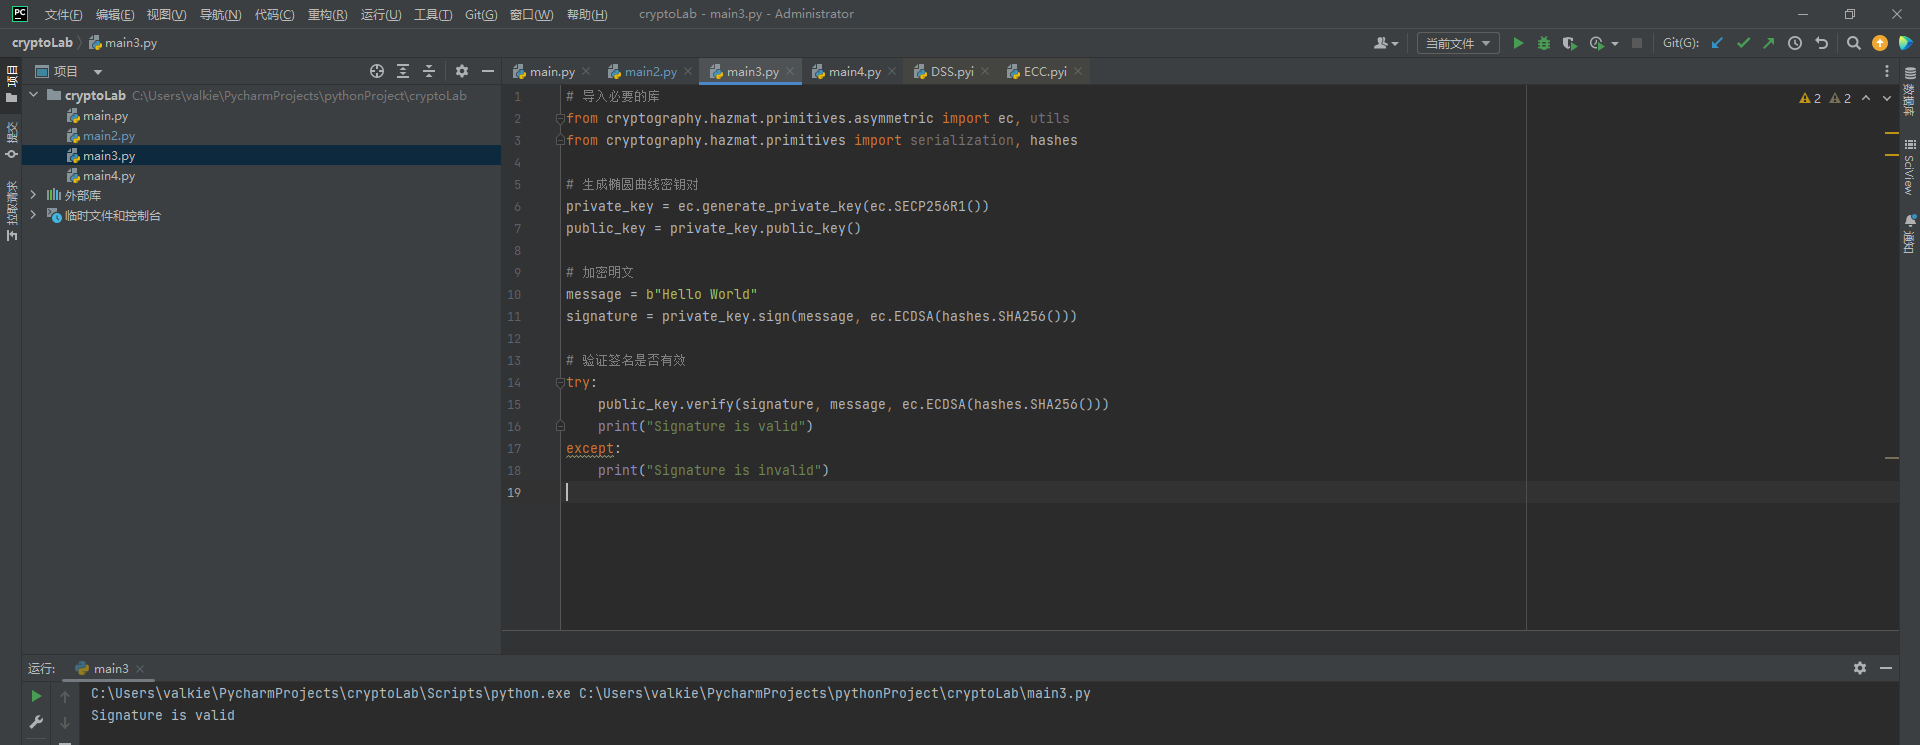 PC 文件(F) 编辑(E) 视图(V) 导航(N) 代码(C) 重构(R) 运行(U) 工具(T) Git(G) 窗口(W) 帮助(H) cryptoLab - main3.py - Administrator
cryptoLab main3.py 当前文件 Git(G):
项目
main.py main2.py main3.py main4.py DSS.pyi ECC.pyi
cryptoLab C:\Users\valkie\PycharmProjects\pythonProject\cryptoLab
main.py
main2.py
main3.py
main4.py
外部库
临时文件和控制台
项目
提交
拉取请求
2 2
1 # 导入必要的库
2 from cryptography.hazmat.primitives.asymmetric import ec, utils
3 from cryptography.hazmat.primitives import serialization, hashes
4
5 # 生成椭圆曲线密钥对
6 private_key = ec.generate_private_key(ec.SECP256R1())
7 public_key = private_key.public_key()
8
9 # 加密明文
10 message = b"Hello World"
11 signature = private_key.sign(message, ec.ECDSA(hashes.SHA256()))
12
13 # 验证签名是否有效
14 try:
15     public_key.verify(signature, message, ec.ECDSA(hashes.SHA256()))
16     print("Signature is valid")
17 except:
18     print("Signature is invalid")
19
数据库
SciView
通知
运行: main3
C:\Users\valkie\PycharmProjects\cryptoLab\Scripts\python.exe C:\Users\valkie\PycharmProjects\pythonProject\cryptoLab\main3.py
Signature is valid